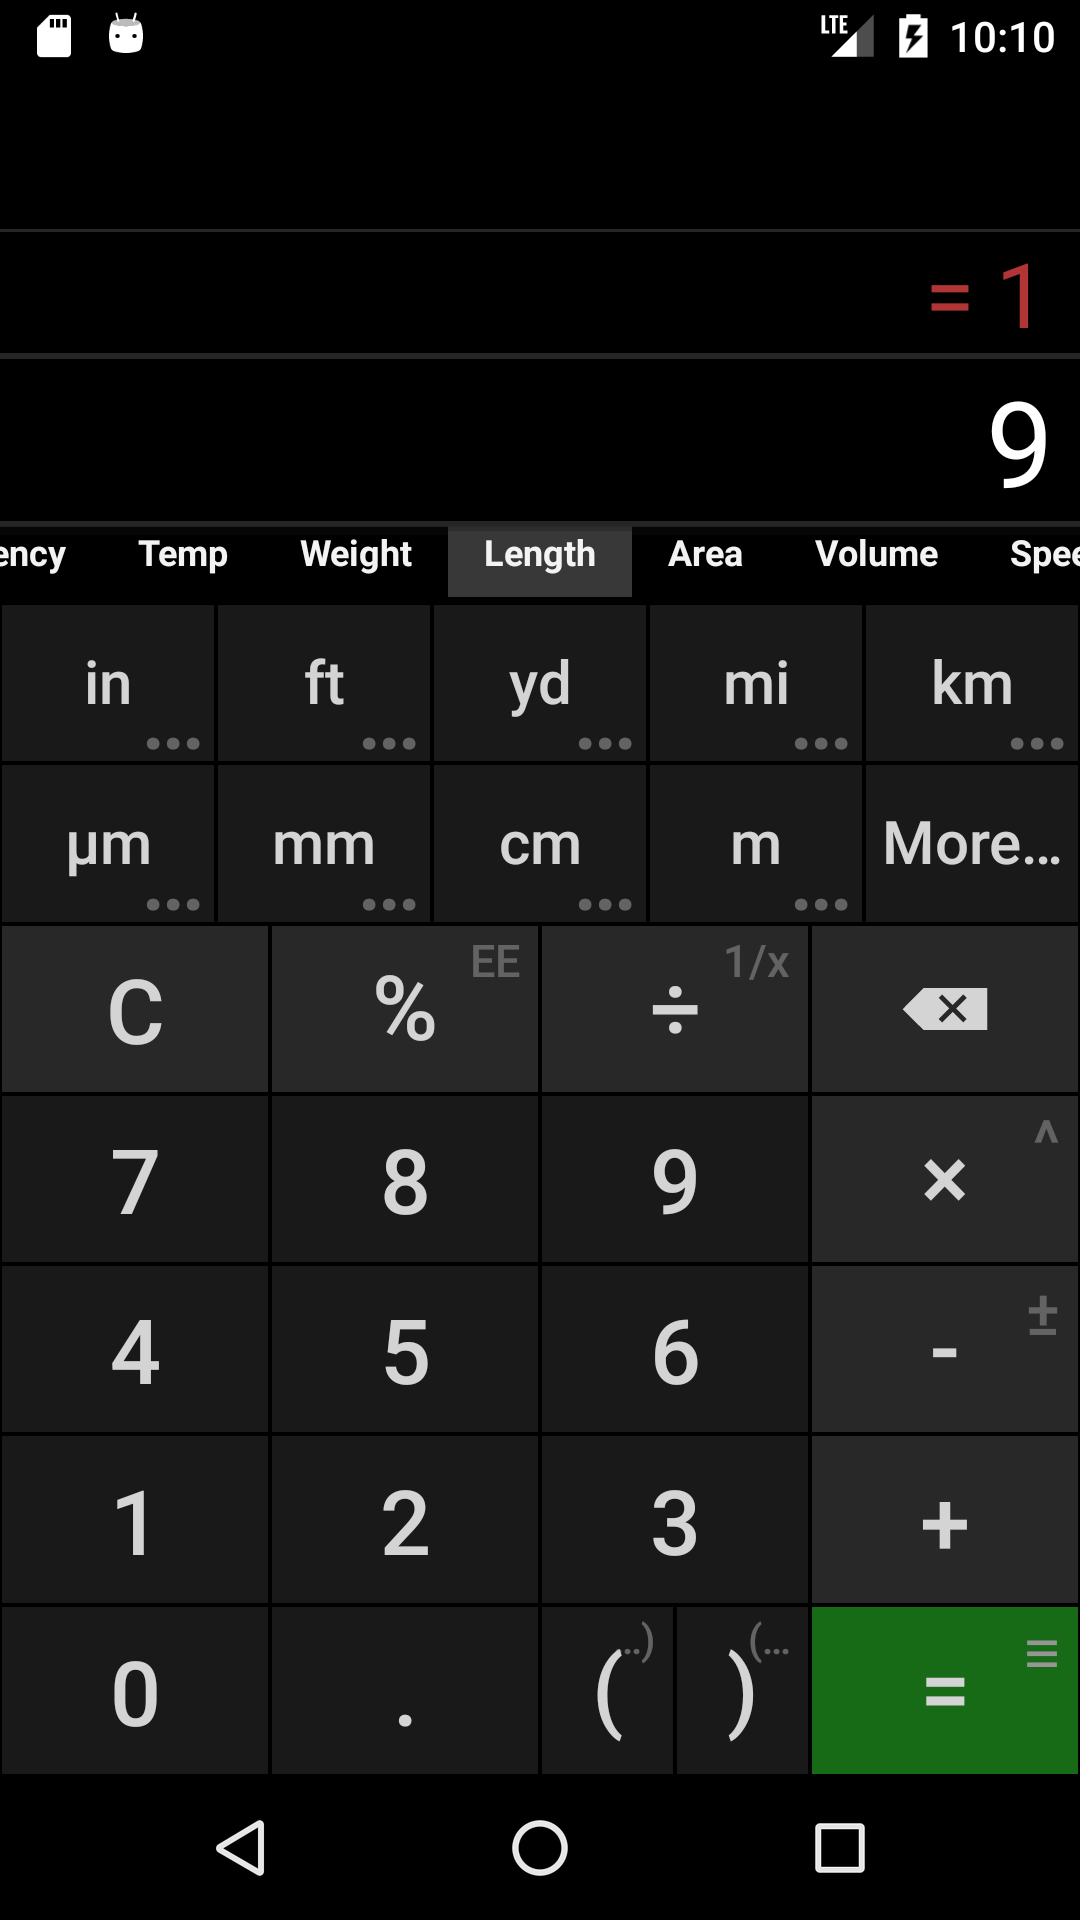 LTE 10:10
= 1
9
ency Temp Weight Length Area Volume Spee
in ft yd mi km
µm mm cm m More...
C % EE ÷ 1/x
7 8 9 × ^
4 5 6 - ±
1 2 3 +
0 . ( ..) ) (... =